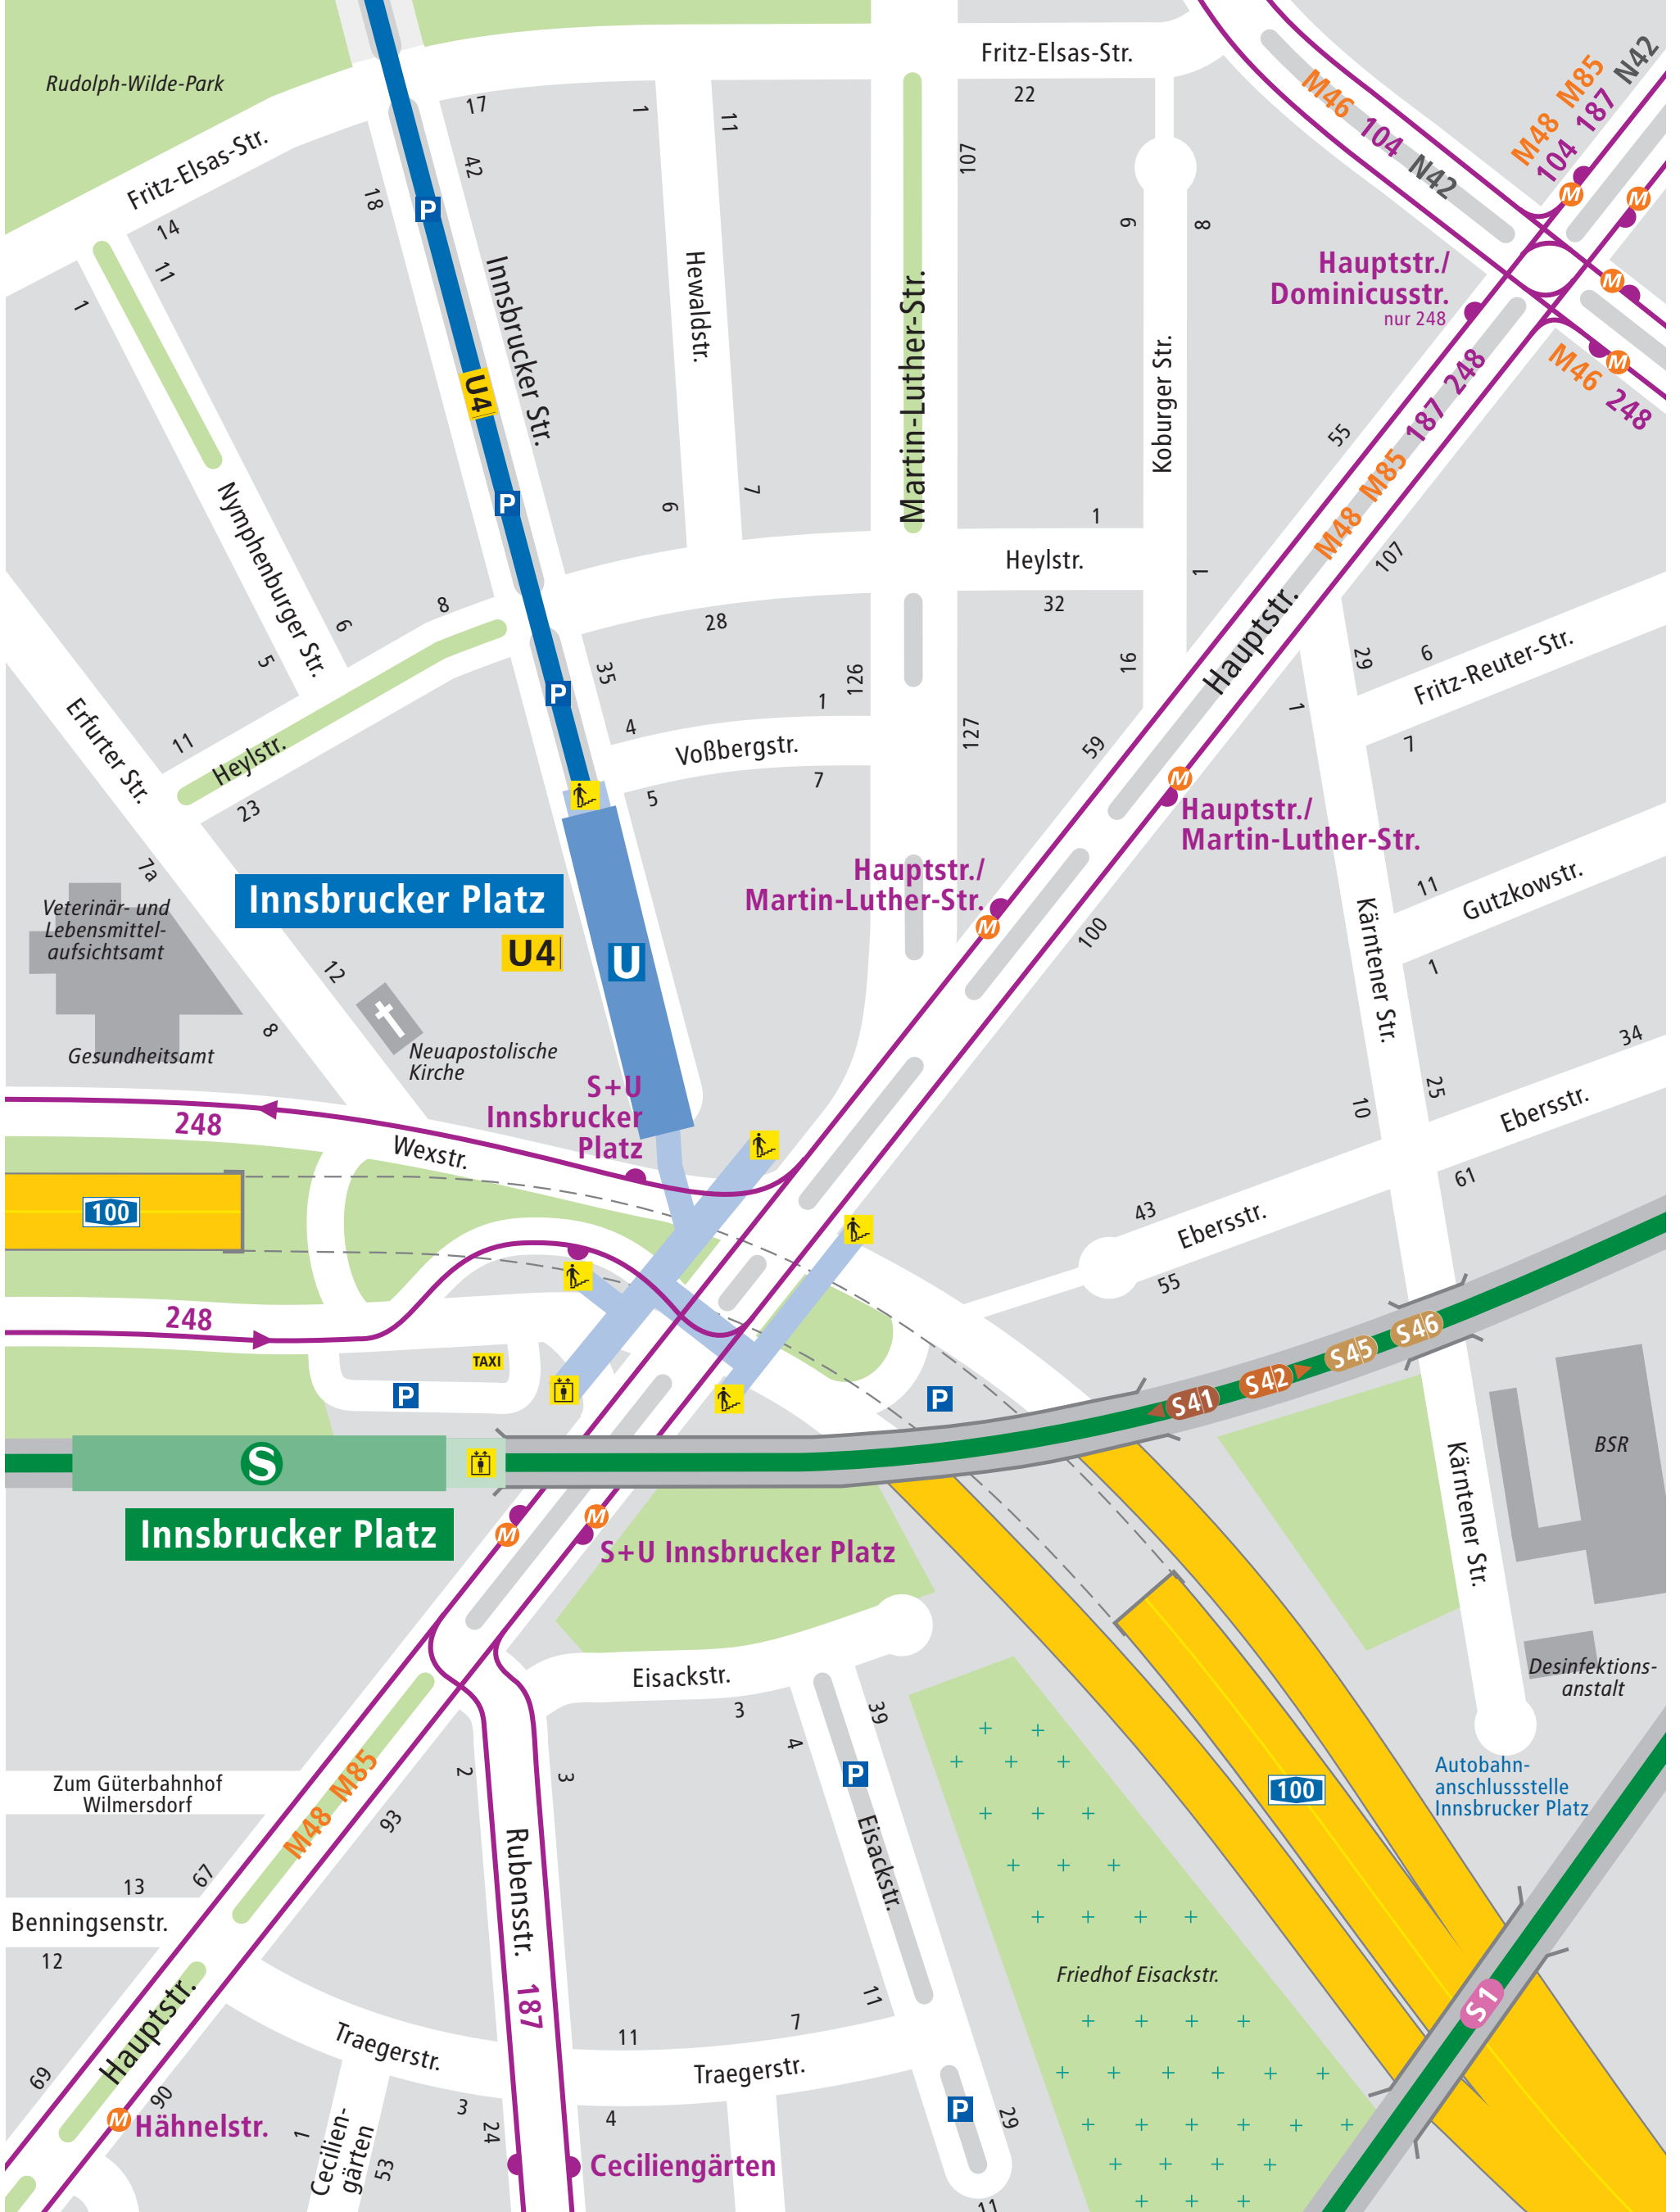 Rudolph-Wilde-Park
Fritz-Elsas-Str.
Fritz-Elsas-Str.
17
1
11
22
42
18
14
11
1
107
9
8
P
M46 104 N42
M48 M85
104 187 N42
M
M
M
M
Hauptstr./
Dominicusstr.
nur 248
M46 248
Innsbrucker Str.
Hewaldstr.
Martin-Luther-Str.
Koburger Str.
U4
P
M48 M85 187 248
55
107
6
7
1
Heylstr.
32
1
Nymphenburger Str.
5
6
8
28
Hauptstr.
16
29
6
Fritz-Reuter-Str.
7
1
Erfurter Str.
11
Heylstr.
23
P
35
4
1
126
127
Voßbergstr.
5
7
59
M
Hauptstr./
Martin-Luther-Str.
Hauptstr./
Martin-Luther-Str.
M
100
11
Gutzkowstr.
1
Kärntener Str.
7a
Veterinär- und
Lebensmittel-
aufsichtsamt
Gesundheitsamt
8
12
Innsbrucker Platz
U4
U
Neuapostolische
Kirche
34
25
10
Ebersstr.
61
S+U
Innsbrucker
Platz
248
Wexstr.
100
43
Ebersstr.
55
248
TAXI
P
P
S41
S42
S45
S46
S
Innsbrucker Platz
M
M
S+U Innsbrucker Platz
BSR
Kärntener Str.
Desinfektions-
anstalt
Eisackstr.
3
39
4
2
3
P
Eisackstr.
100
Autobahn-
anschlussstelle
Innsbrucker Platz
Zum Güterbahnhof
Wilmersdorf
M48 M85
93
67
13
Benningsenstr.
12
Rubensstr.
187
Friedhof Eisackstr.
S1
11
7
11
Hauptstr.
Traegerstr.
Traegerstr.
69
90
M
Hähnelstr.
1
Cecilien-
gärten
53
3
24
4
Ceciliengärten
P
29
11